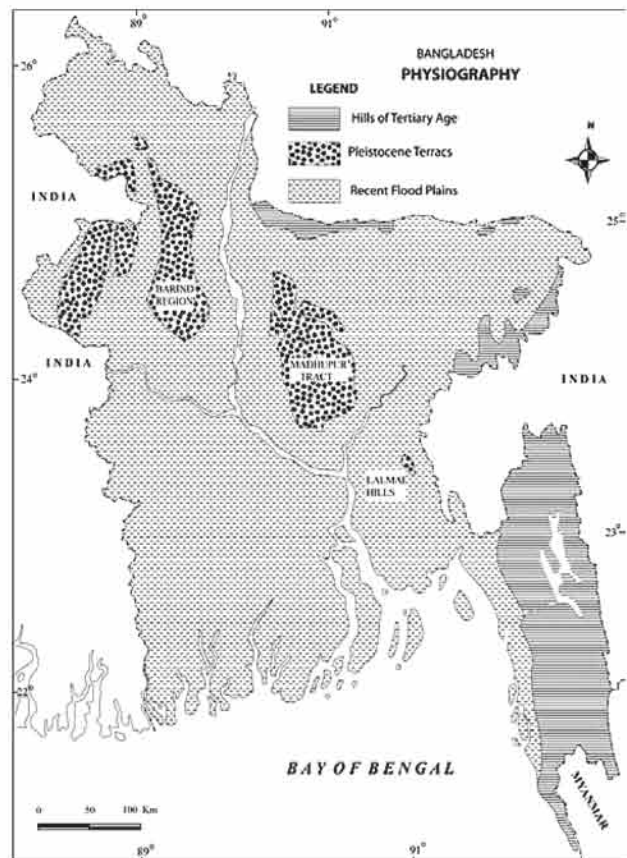 89°
91°
26°
BANGLADESH
PHYSIOGRAPHY
LEGEND
Hills of Tertiary Age
Pleistocene Terracs
Recent Flood Plains
N
INDIA
25
BARIND
REGION
INDIA
MADHUPUR
TRACT
24°
INDIA
LALMAE
HILLS
23°
22°
BAY OF BENGAL
MYANMAR
0 50 100 Km
89°
91°